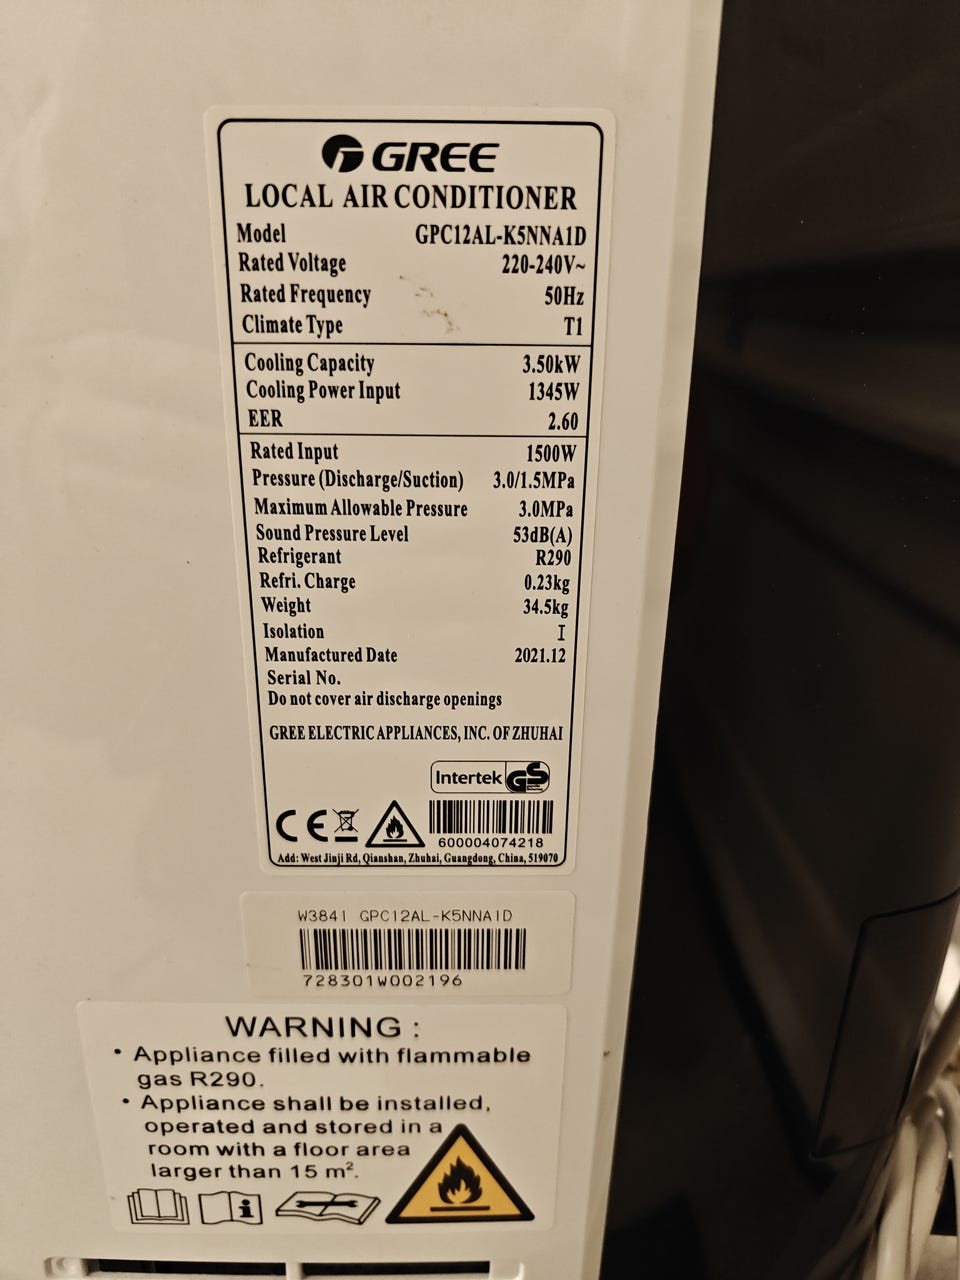 GREE
LOCAL AIR CONDITIONER
Model GPC12AL-K5NNA1D
Rated Voltage 220-240V~
Rated Frequency 50Hz
Climate Type T1
Cooling Capacity 3.50kW
Cooling Power Input 1345W
EER 2.60
Rated Input 1500W
Pressure (Discharge/Suction) 3.0/1.5MPa
Maximum Allowable Pressure 3.0MPa
Sound Pressure Level 53dB(A)
Refrigerant R290
Refri. Charge 0.23kg
Weight 34.5kg
Isolation I
Manufactured Date 2021.12
Serial No.
Do not cover air discharge openings
GREE ELECTRIC APPLIANCES, INC. OF ZHUHAI
Intertek GS
CE
600004074218
Add: West Jinji Rd, Qianshan, Zhuhai, Guangdong, China, 519070
W3841 GPC12AL-K5NNA1D
728301W002196
WARNING :
• Appliance filled with flammable
gas R290.
• Appliance shall be installed,
operated and stored in a
room with a floor area
larger than 15 m².